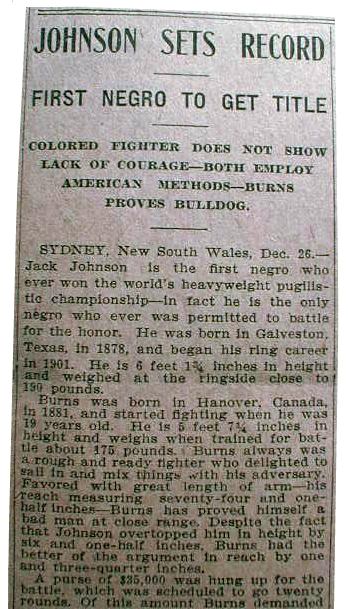 JOHNSON SETS RECORD
FIRST NEGRO TO GET TITLE
COLORED FIGHTER DOES NOT SHOW
LACK OF COURAGE—BOTH EMPLOY
AMERICAN METHODS—BURNS
PROVES BULLDOG.
SYDNEY, New South Wales, Dec. 26.—
Jack Johnson is the first negro who
ever won the world's heavyweight pugilis-
tic championship—in fact he is the only
negro who ever was permitted to battle
for the honor. He was born in Galveston,
Texas, in 1878, and began his ring career
in 1901. He is 6 feet 1¾ inches in height
and weighed at the ringside close to
190 pounds.
Burns was born in Hanover, Canada,
in 1881, and started fighting when he was
19 years old. He is 5 feet 7¼ inches in
height and weighs when trained for bat-
tle about 175 pounds. Burns always was
a rough and ready fighter who delighted to
sail in and mix things with his adversary.
Favored with great length of arm—his
reach measuring seventy-four and one-
half inches—Burns has proved himself a
bad man at close range. Despite the fact
that Johnson overtopped him in height by
six and one-half inches, Burns had the
better of the argument in reach by one
and three-quarter inches.
A purse of $35,000 was hung up for the
battle, which was scheduled to go twenty
rounds. Of this amount Burns demanded